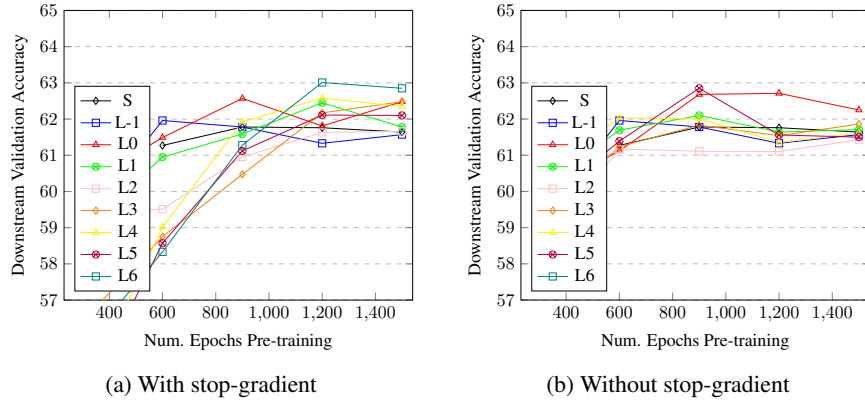 65
64
63
62
61
60
59
58
57
Downstream Validation Accuracy
S
L-1
L0
L1
L2
L3
L4
L5
L6
400 600 800 1,000 1,200 1,400
Num. Epochs Pre-training
(a) With stop-gradient
65
64
63
62
61
60
59
58
57
Downstream Validation Accuracy
S
L-1
L0
L1
L2
L3
L4
L5
L6
400 600 800 1,000 1,200 1,400
Num. Epochs Pre-training
(b) Without stop-gradient